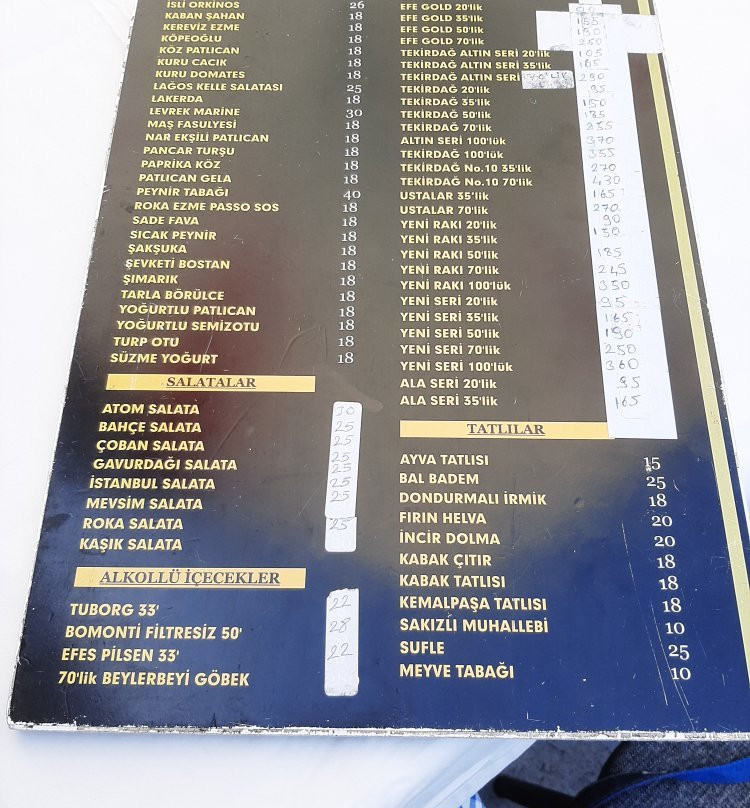 İSLİ ORKİNOS 26
KABAN ŞAHAN 18
KEREVİZ EZME 18
KÖPEOĞLU 18
KÖZ PATLICAN 18
KURU CACIK 18
KURU DOMATES 18
LAGOS KELLE SALATASI 25
LAKERDA 18
LEVREK MARİNE 30
MAŞ FASULYESİ 18
NAR EKŞİLİ PATLICAN 18
PANCAR TURŞU 18
PAPRİKA KÖZ 18
PATLICAN GELA 18
PEYNİR TABAĞI 40
ROKA EZME PASSO SOS 18
SADE FAVA 18
SICAK PEYNİR 18
ŞAKŞUKA 18
ŞEVKETİ BOSTAN 18
ŞIMARIK 18
TARLA BÖRÜLCE 18
YOĞURTLU PATLICAN 18
YOĞURTLU SEMİZOTU 18
TURP OTU 18
SÜZME YOĞURT 18
SALATALAR
ATOM SALATA 30
BAHÇE SALATA 25
ÇOBAN SALATA 25
GAVURDAĞI SALATA 25
İSTANBUL SALATA 25
MEVSİM SALATA 25
ROKA SALATA 25
KAŞIK SALATA
ALKOLLÜ İÇECEKLER
TUBORG 33' 22
BOMONTİ FİLTRESİZ 50' 28
EFES PİLSEN 33' 22
70'lik BEYLERBEYİ GÖBEK
EFE GOLD 20'lik
EFE GOLD 35'lik 155
EFE GOLD 50'lik 190
EFE GOLD 70'lik 250
TEKİRDAĞ ALTIN SERİ 20'lik 105
TEKİRDAĞ ALTIN SERİ 35'lik 165
TEKİRDAĞ ALTIN SERİ 70'LİK 290
TEKİRDAĞ 20'lik 95
TEKİRDAĞ 35'lik 150
TEKİRDAĞ 50'lik 185
TEKİRDAĞ 70'lik 255
ALTIN SERİ 100'lük 370
TEKİRDAĞ 100'lük 355
TEKİRDAĞ No.10 35'lik 270
TEKİRDAĞ No.10 70'lik 430
USTALAR 35'lik 165
USTALAR 70'lik 270
YENİ RAKI 20'lik 90
YENİ RAKI 35'lik 150
YENİ RAKI 50'lik 185
YENİ RAKI 70'lik 245
YENİ RAKI 100'lük 350
YENİ SERİ 20'lik 95
YENİ SERİ 35'lik 165
YENİ SERİ 50'lik 190
YENİ SERİ 70'lik 250
YENİ SERİ 100'lük 360
ALA SERİ 20'lik 95
ALA SERİ 35'lik 165
TATLILAR
AYVA TATLISI 15
BAL BADEM 25
DONDURMALI İRMİK 18
FIRIN HELVA 20
İNCİR DOLMA 20
KABAK ÇITIR 18
KABAK TATLISI 18
KEMALPAŞA TATLISI 18
SAKIZLI MUHALLEBİ 10
SUFLE 25
MEYVE TABAĞI 10